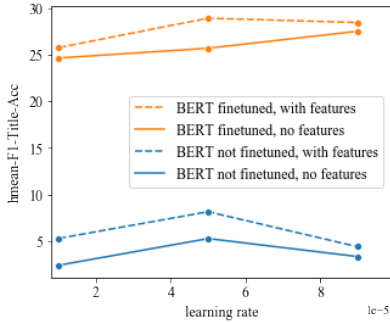 30
25
20
15
10
5
hmean-F1-Title-Acc
BERT finetuned, with features
BERT finetuned, no features
BERT not finetuned, with features
BERT not finetuned, no features
2 4 6 8
learning rate
1e-5